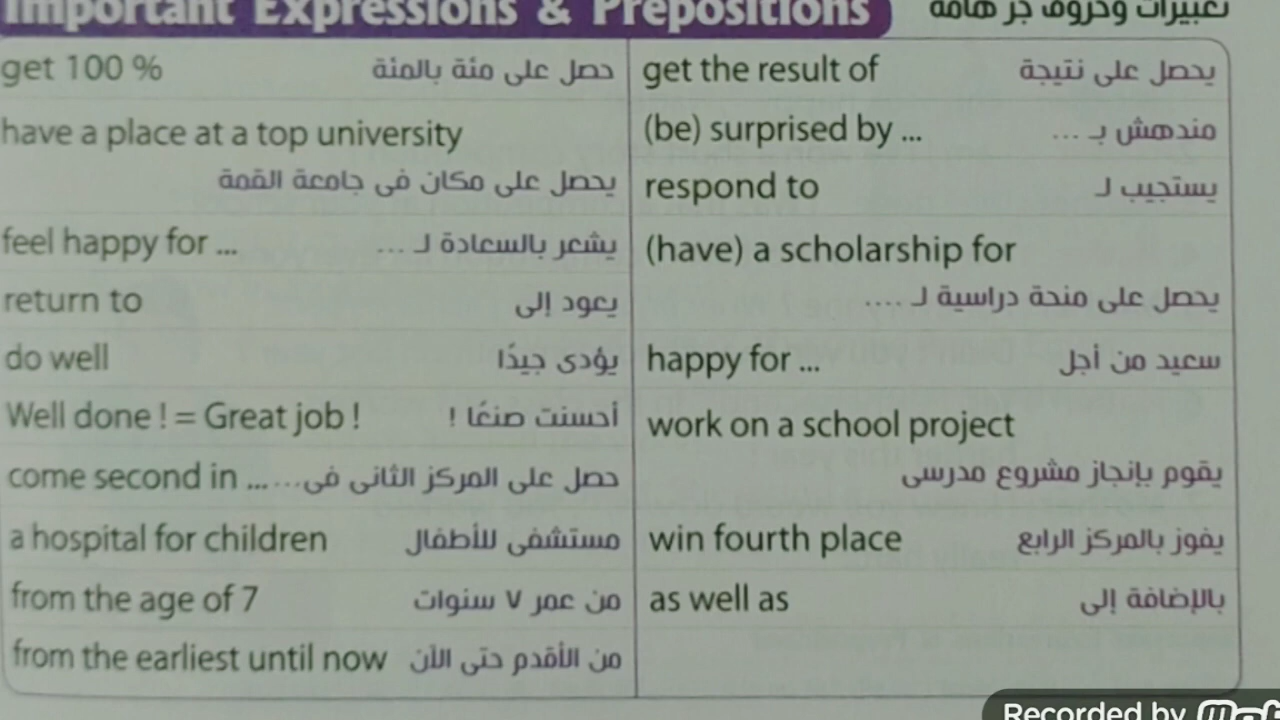 Important Expressions & Prepositions تعبيرات وحروف جر هامة
get 100 % حصل على مئة بالمئة
have a place at a top university
يحصل على مكان فى جامعة القمة
feel happy for ... يشعر بالسعادة لـ ...
return to يعود إلى
do well يؤدى جيدًا
Well done ! = Great job ! أحسنت صنعًا !
come second in ... حصل على المركز الثانى فى....
a hospital for children مستشفى للأطفال
from the age of 7 من عمر ٧ سنوات
from the earliest until now من الأقدم حتى الآن
get the result of يحصل على نتيجة
(be) surprised by ... مندهش بـ ...
respond to يستجيب لـ
(have) a scholarship for
يحصل على منحة دراسية لـ ....
happy for ... سعيد من أجل
work on a school project
يقوم بإنجاز مشروع مدرسى
win fourth place يفوز بالمركز الرابع
as well as بالإضافة إلى
Recorded by